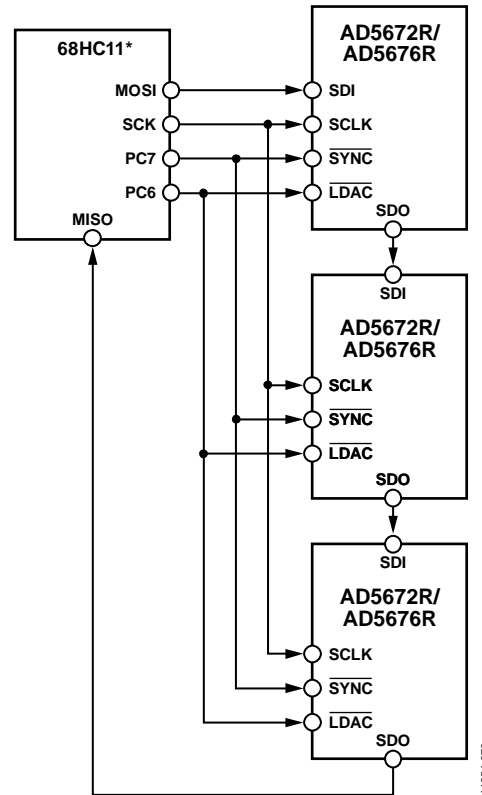 68HC11*
MOSI
SCK
PC7
PC6
MISO
AD5672R/
AD5676R
SDI
SCLK
SYNC
LDAC
SDO
SDI
AD5672R/
AD5676R
SCLK
SYNC
LDAC
SDO
SDI
AD5672R/
AD5676R
SCLK
SYNC
LDAC
SDO